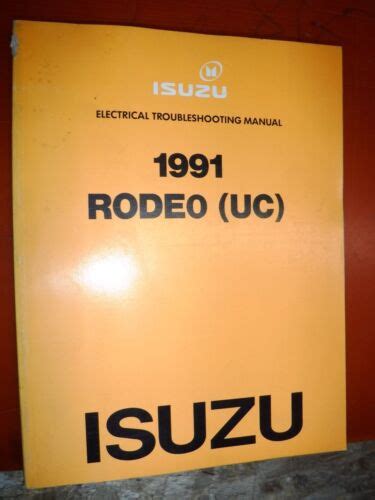 ISUZU
ELECTRICAL TROUBLESHOOTING MANUAL
1991
RODEO (UC)
ISUZU